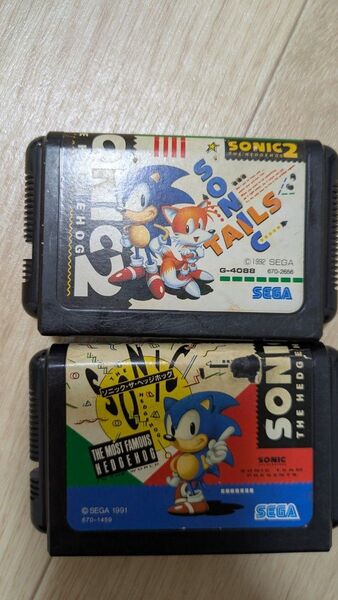 SONIC 2
THE HEDGEHOG
SONIC
TAILS
© 1992 SEGA
G-4088 670-2656
SEGA
SONIC
ソニック・ザ・ヘッジホッグ
THE MOST FAMOUS
HEDGEHOG
WORLD
SONIC
THE HEDGEH
SONIC
SONIC TEAM
PRESENTS
© SEGA 1991
670-1459
SEGA